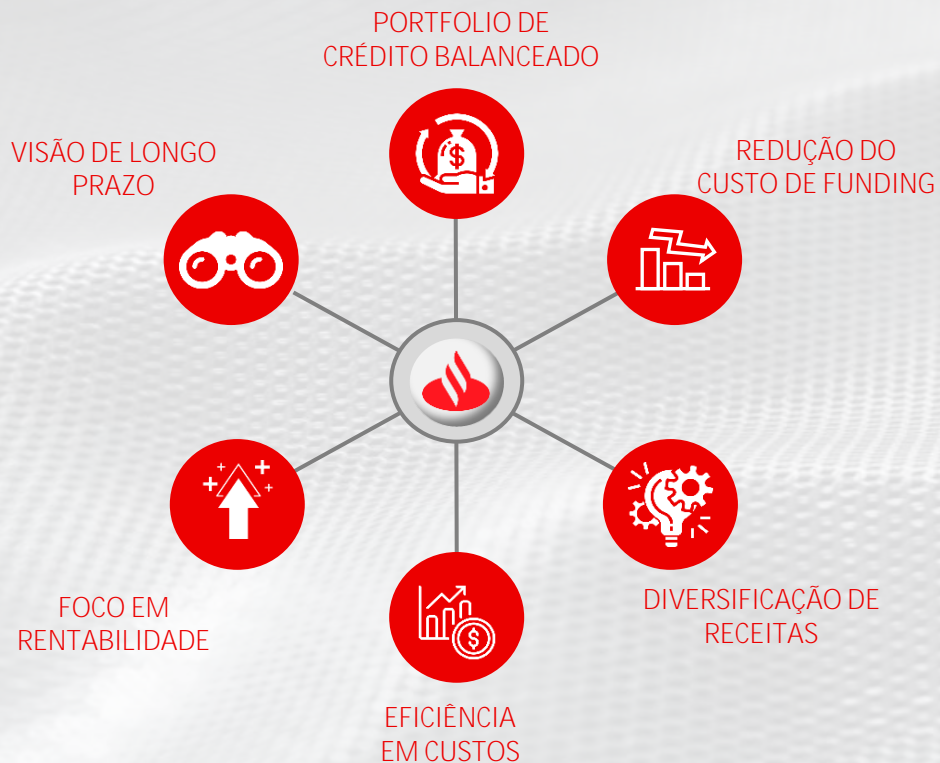 PORTFOLIO DE
CRÉDITO BALANCEADO
VISÃO DE LONGO
PRAZO
REDUÇÃO DO
CUSTO DE FUNDING
FOCO EM
RENTABILIDADE
DIVERSIFICAÇÃO DE
RECEITAS
EFICIÊNCIA
EM CUSTOS